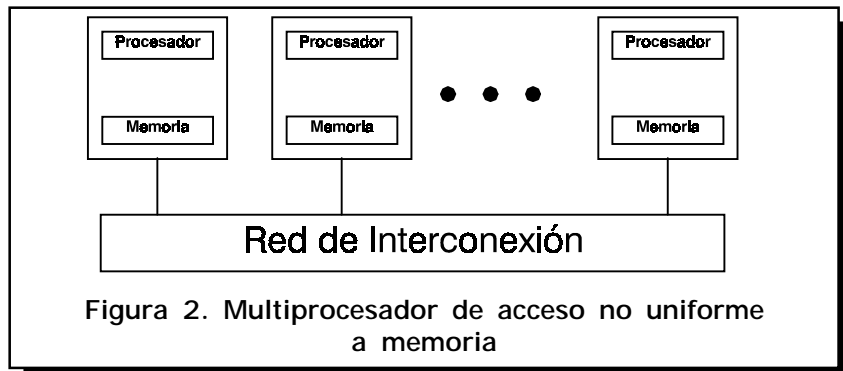 Procesador
Procesador
Procesador
Memoria
Memoria
Memoria
Red de Interconexión
Figura 2. Multiprocesador de acceso no uniforme
a memoria